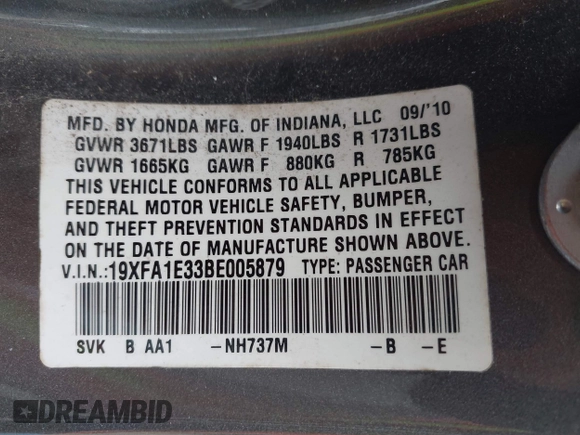 MFD. BY HONDA MFG. OF INDIANA, LLC 09/'10
GVWR 3671LBS GAWR F 1940LBS R 1731LBS
GVWR 1665KG GAWR F 880KG R 785KG
THIS VEHICLE CONFORMS TO ALL APPLICABLE
FEDERAL MOTOR VEHICLE SAFETY, BUMPER,
AND THEFT PREVENTION STANDARDS IN EFFECT
ON THE DATE OF MANUFACTURE SHOWN ABOVE.
V.I.N.:19XFA1E33BE005879 TYPE: PASSENGER CAR
SVK B AA1 -NH737M -B -E
DREAMBID